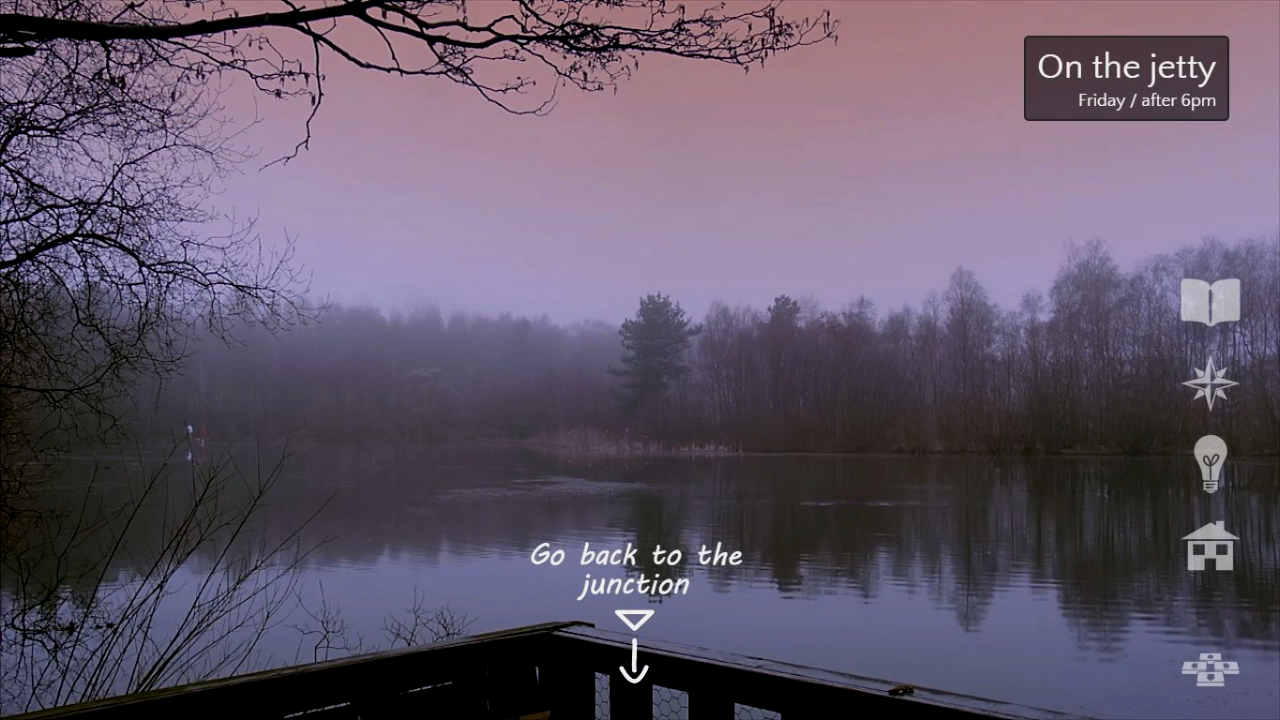 On the jetty
Friday / after 6pm
Go back to the
junction